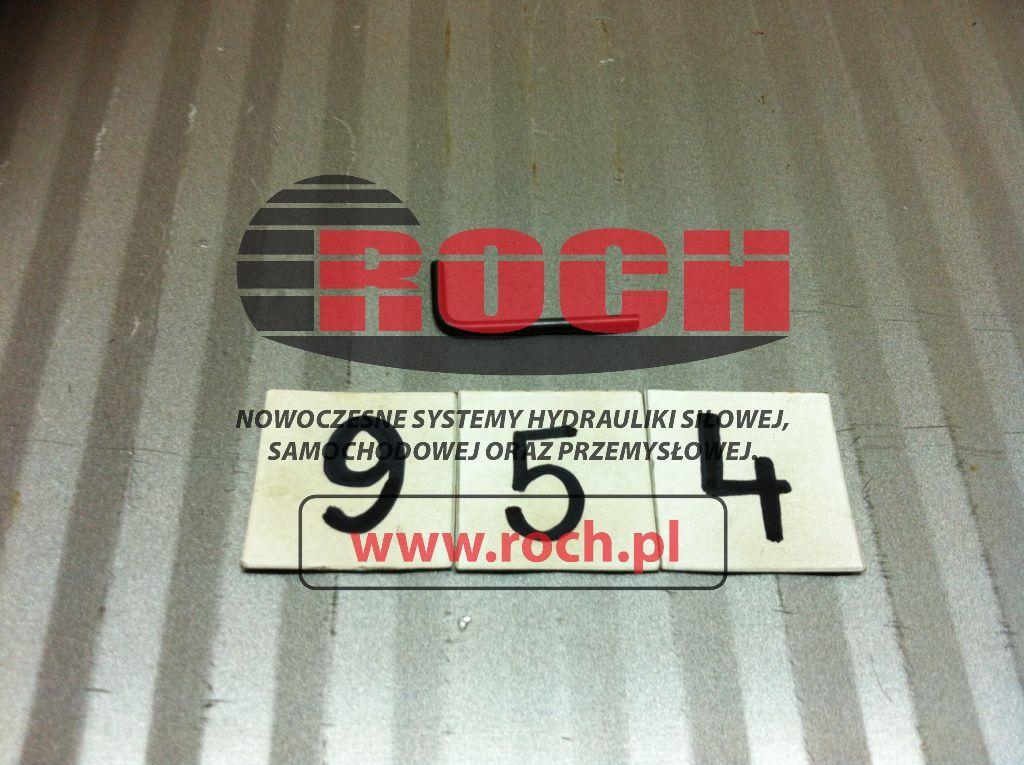 ROCH
NOWOCZESNE SYSTEMY HYDRAULIKI SIŁOWEJ,
SAMOCHODOWEJ ORAZ PRZEMYSŁOWEJ.
9 5 4
www.roch.pl